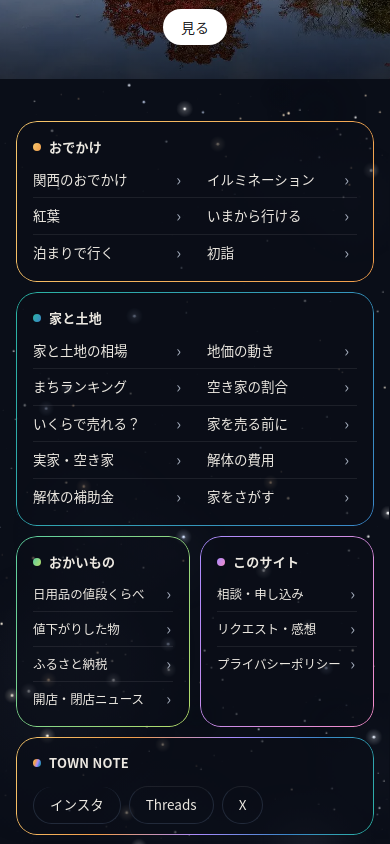 見る
おでかけ
関西のおでかけ
イルミネーション
紅葉
いまから行ける
泊まりで行く
初詣
家と土地
家と土地の相場
地価の動き
まちランキング
空き家の割合
いくらで売れる？
家を売る前に
実家・空き家
解体の費用
解体の補助金
家をさがす
おかいもの
日用品の値段くらべ
値下がりした物
ふるさと納税
開店・閉店ニュース
このサイト
相談・申し込み
リクエスト・感想
プライバシーポリシー
TOWN NOTE
インスタ
Threads
X